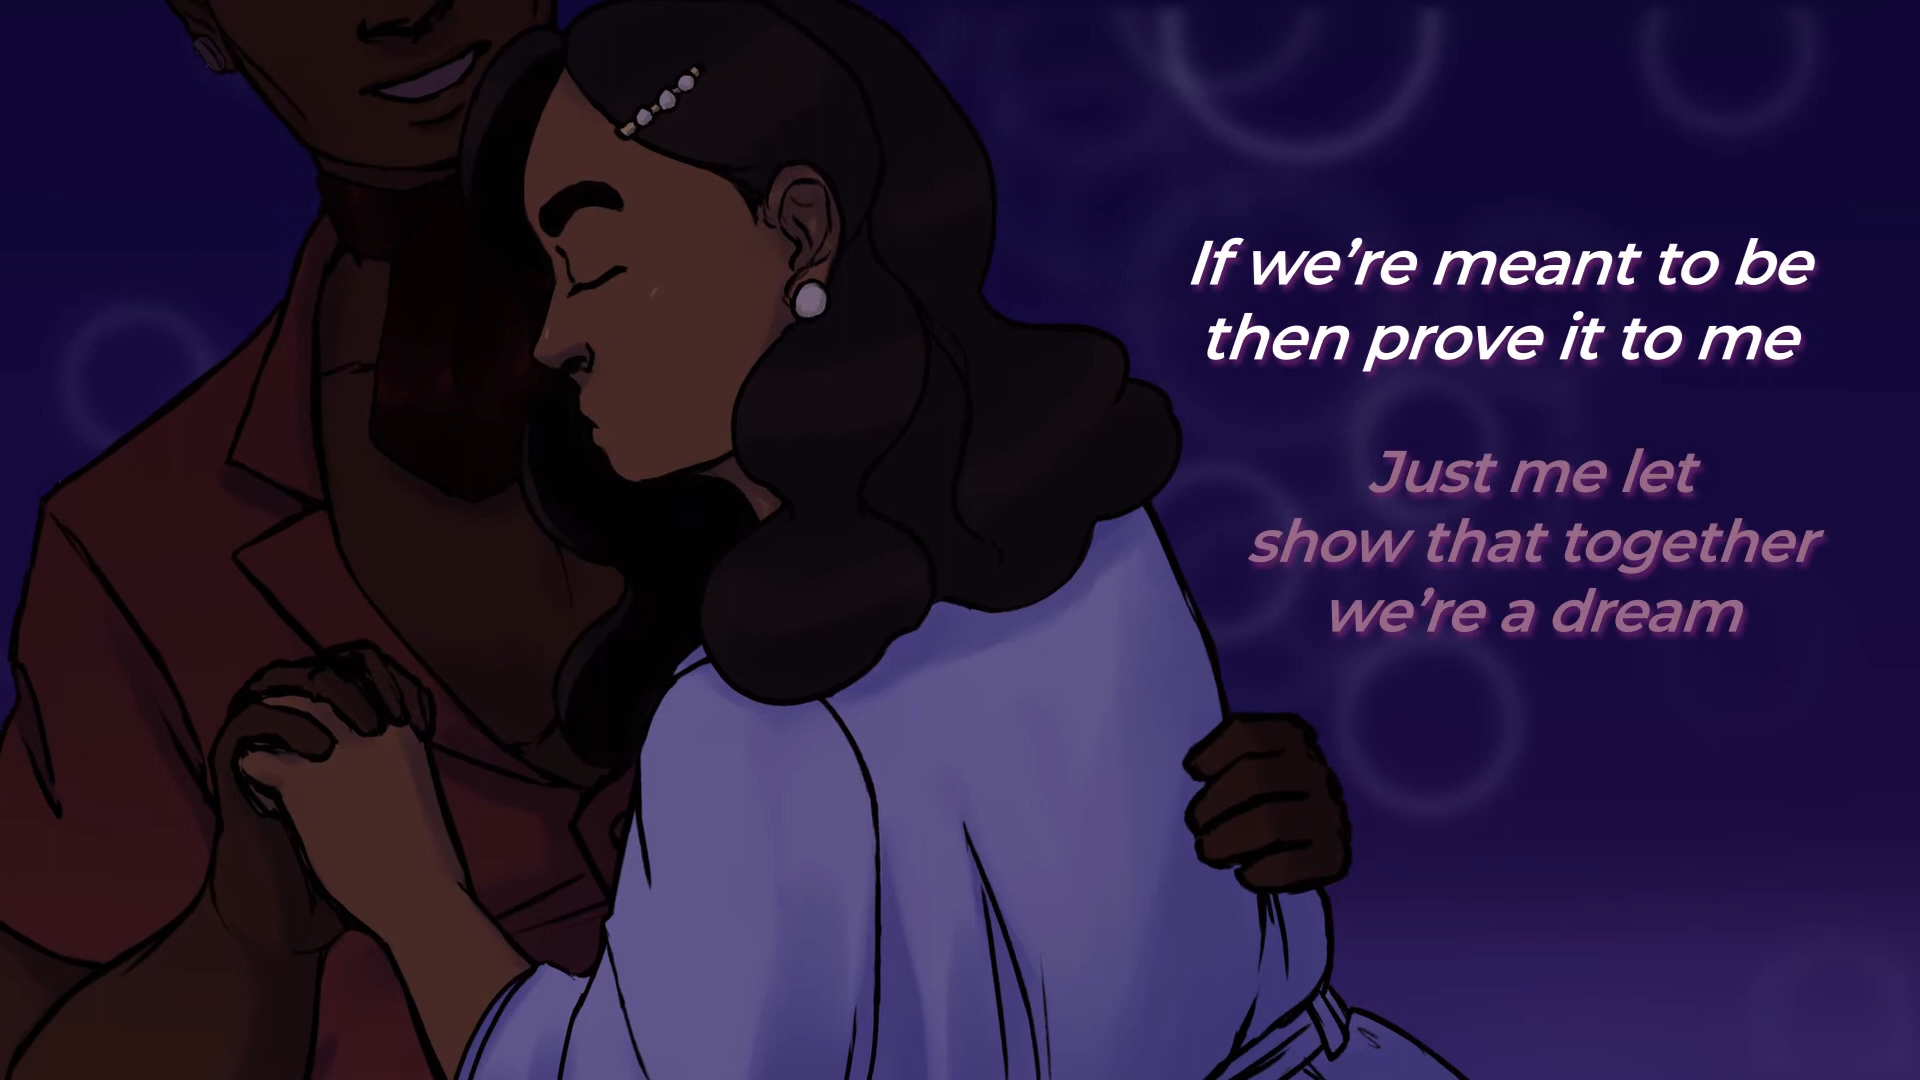 If we're meant to be
then prove it to me
Just me let
show that together
we're a dream